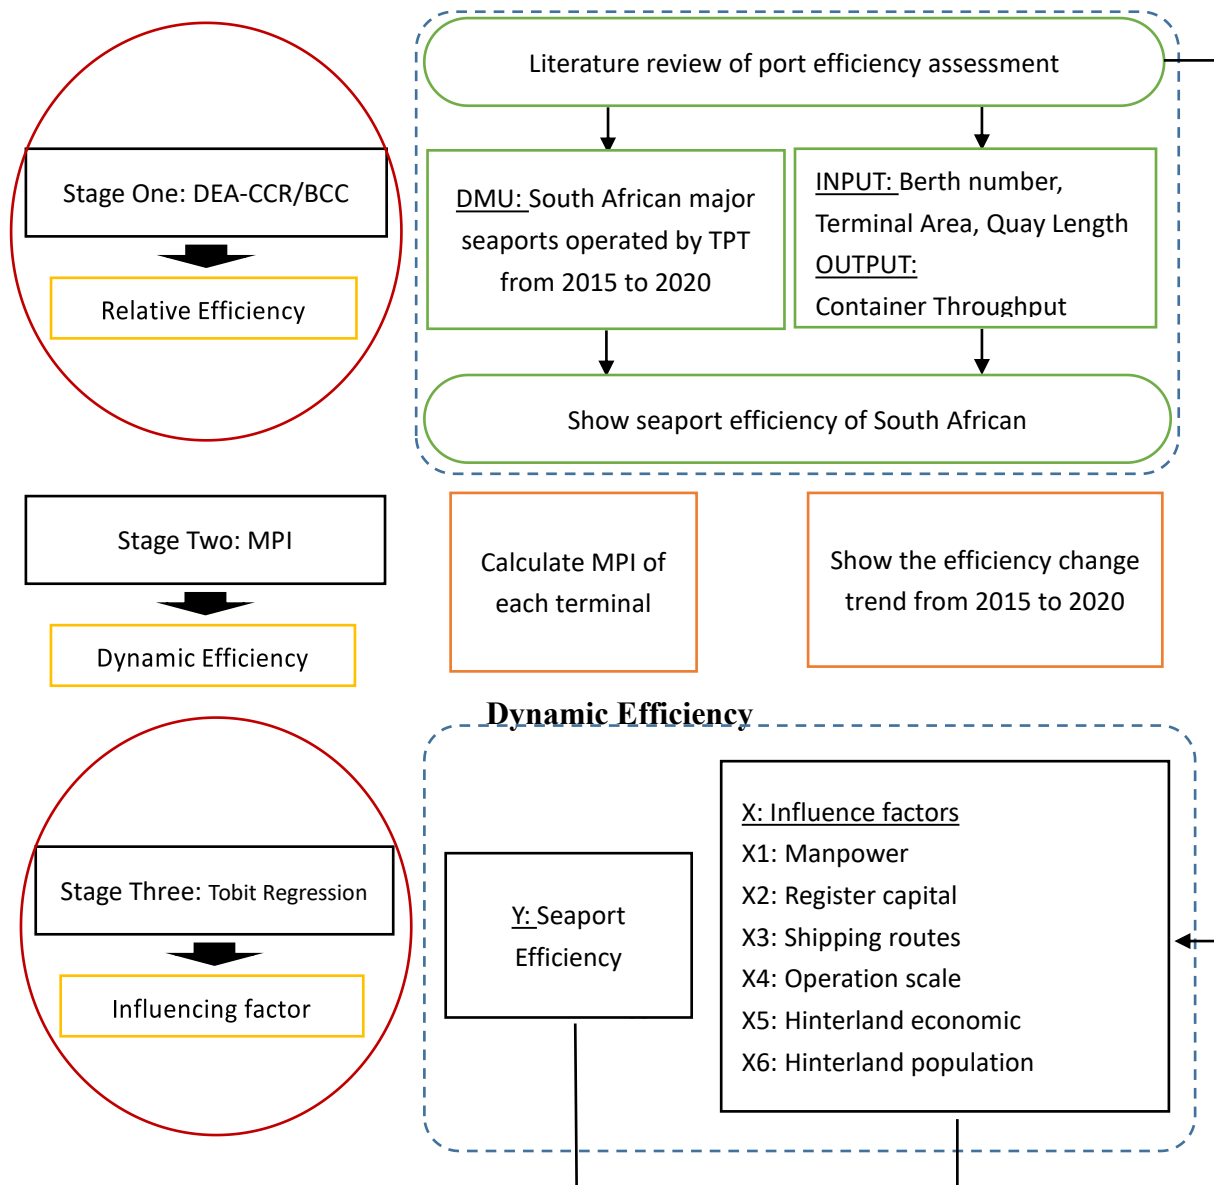 Literature review of port efficiency assessment
Stage One: DEA-CCR/BCC
Relative Efficiency
DMU: South African major
seaports operated by TPT
from 2015 to 2020
INPUT: Berth number,
Terminal Area, Quay Length
OUTPUT:
Container Throughput
Show seaport efficiency of South African
Stage Two: MPI
Dynamic Efficiency
Calculate MPI of
each terminal
Show the efficiency change
trend from 2015 to 2020
Dynamic Efficiency
Stage Three: Tobit Regression
Influencing factor
Y: Seaport
Efficiency
X: Influence factors
X1: Manpower
X2: Register capital
X3: Shipping routes
X4: Operation scale
X5: Hinterland economic
X6: Hinterland population